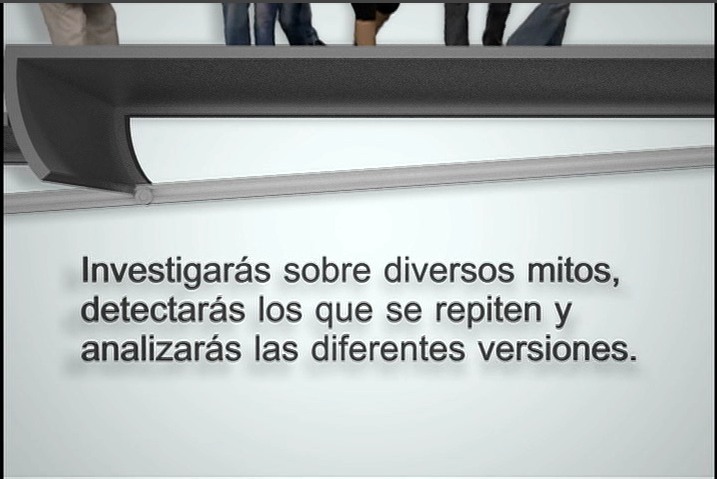 Investigarás sobre diversos mitos,
detectarás los que se repiten y
analizarás las diferentes versiones.